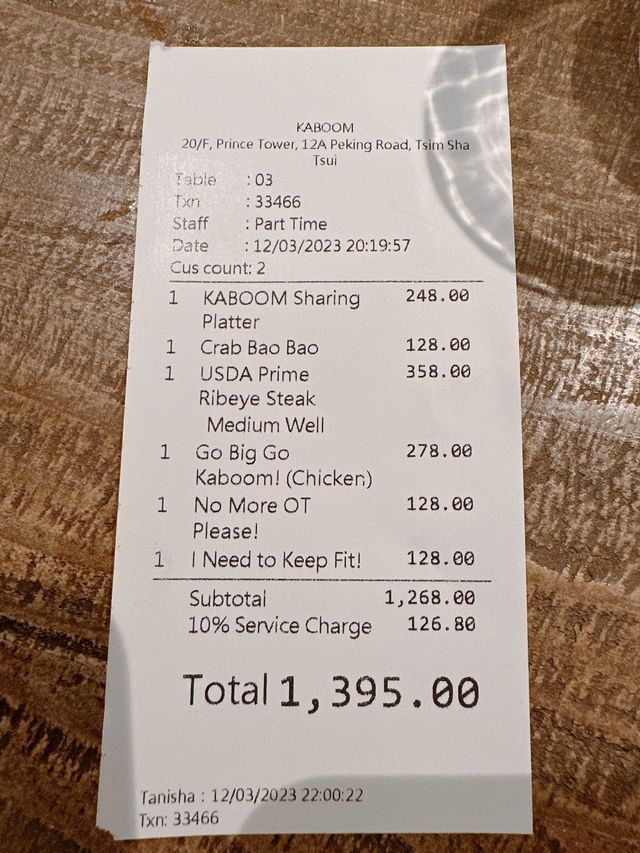 KABOOM
20/F, Prince Tower, 12A Peking Road, Tsim Sha
Tsui
Table : 03
Txn : 33466
Staff : Part Time
Date : 12/03/2023 20:19:57
Cus count: 2
1 KABOOM Sharing 248.00
Platter
1 Crab Bao Bao 128.00
1 USDA Prime 358.00
Ribeye Steak
Medium Well
1 Go Big Go 278.00
Kaboom! (Chicken)
1 No More OT 128.00
Please!
1 I Need to Keep Fit! 128.00
Subtotal 1,268.00
10% Service Charge 126.80
Total 1,395.00
Tanisha : 12/03/2023 22:00:22
Txn: 33466